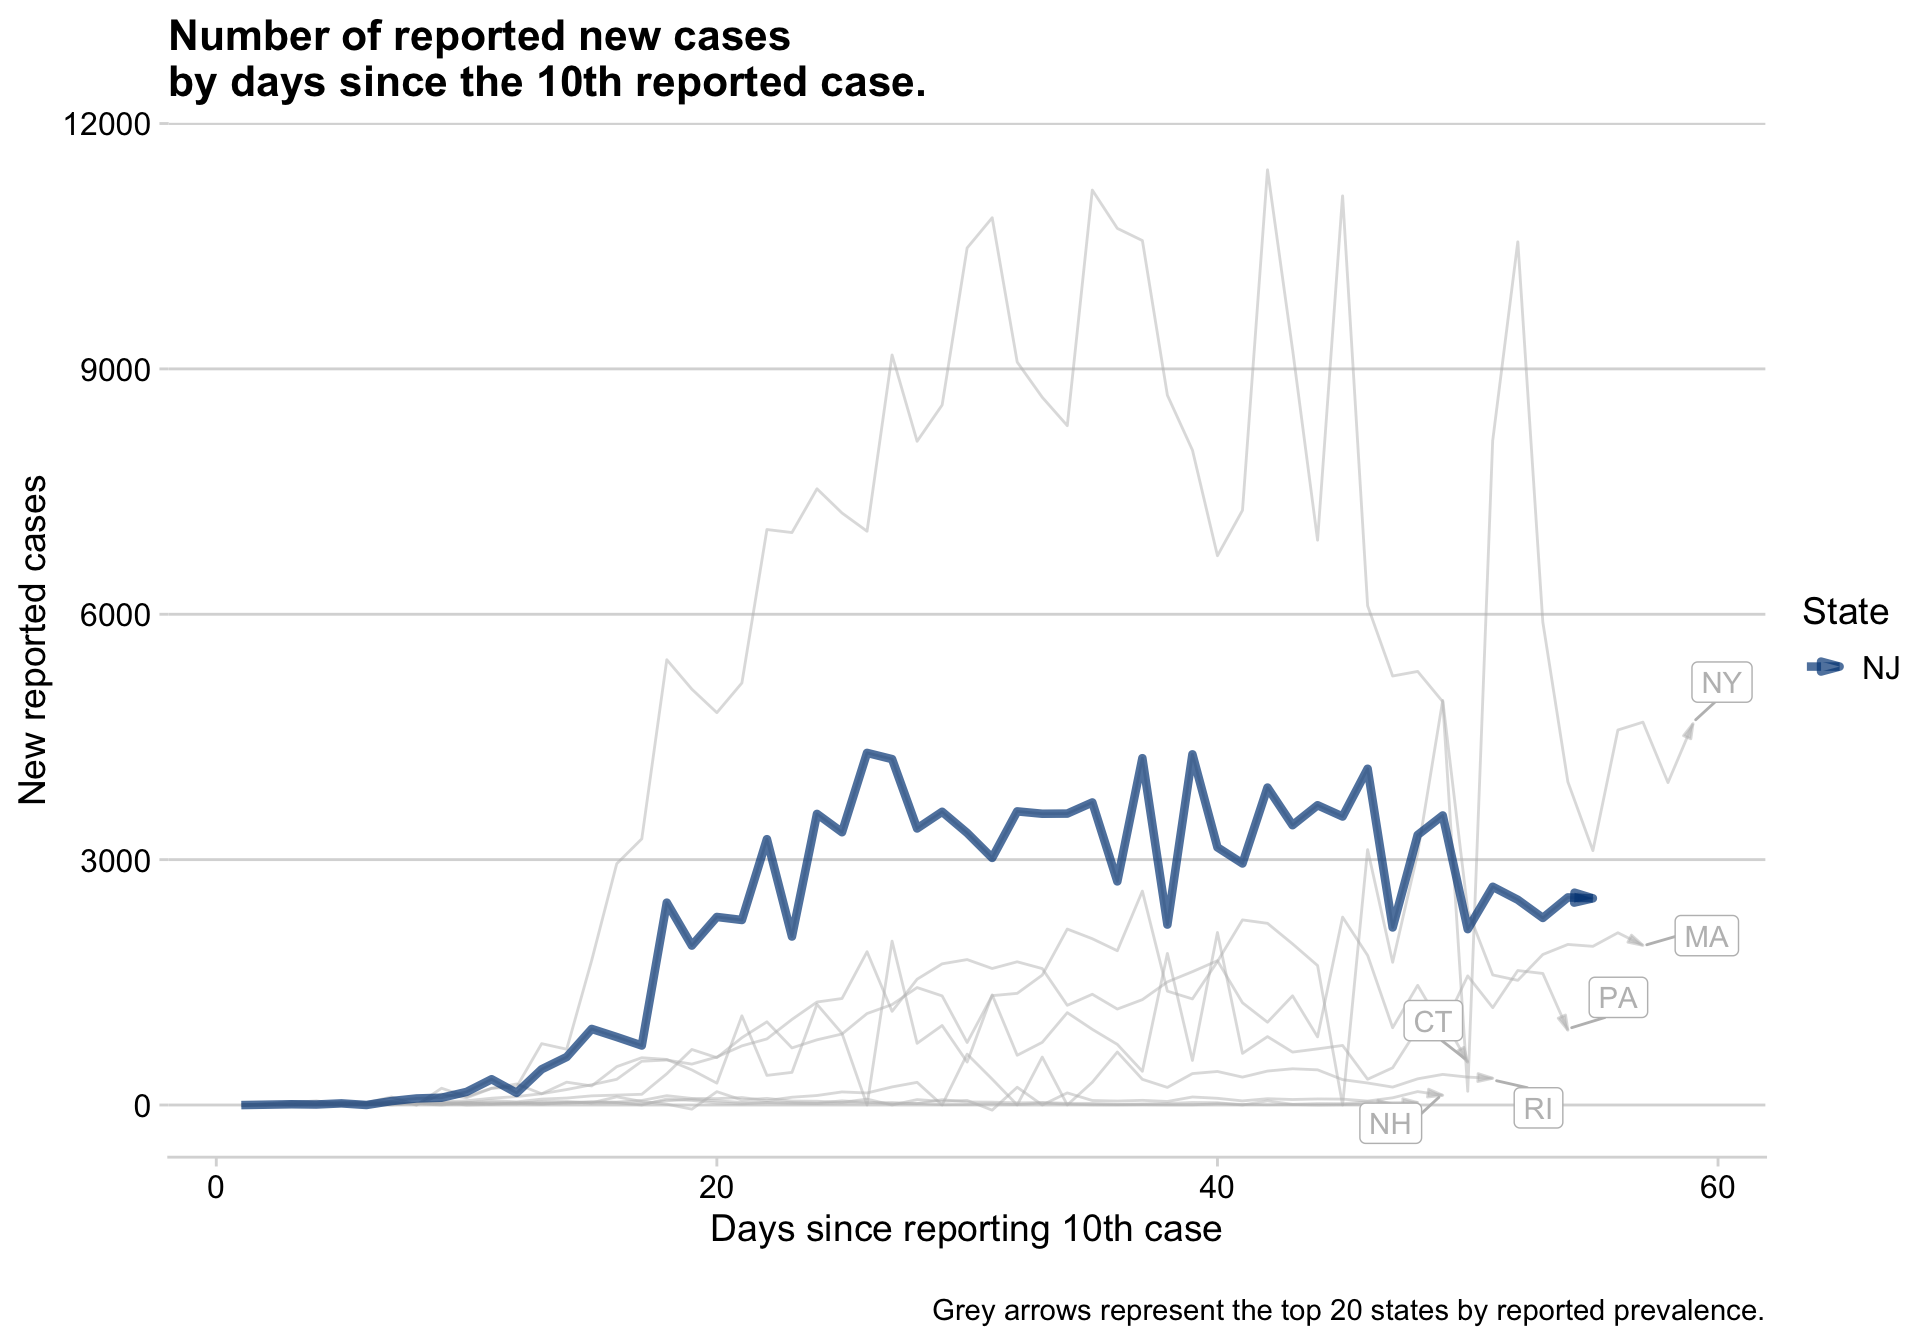 Number of reported new cases
by days since the 10th reported case.
12000
9000
6000
3000
0
New reported cases
NY
MA
PA
CT
RI
NH
State
NJ
0
20
40
60
Days since reporting 10th case
Grey arrows represent the top 20 states by reported prevalence.